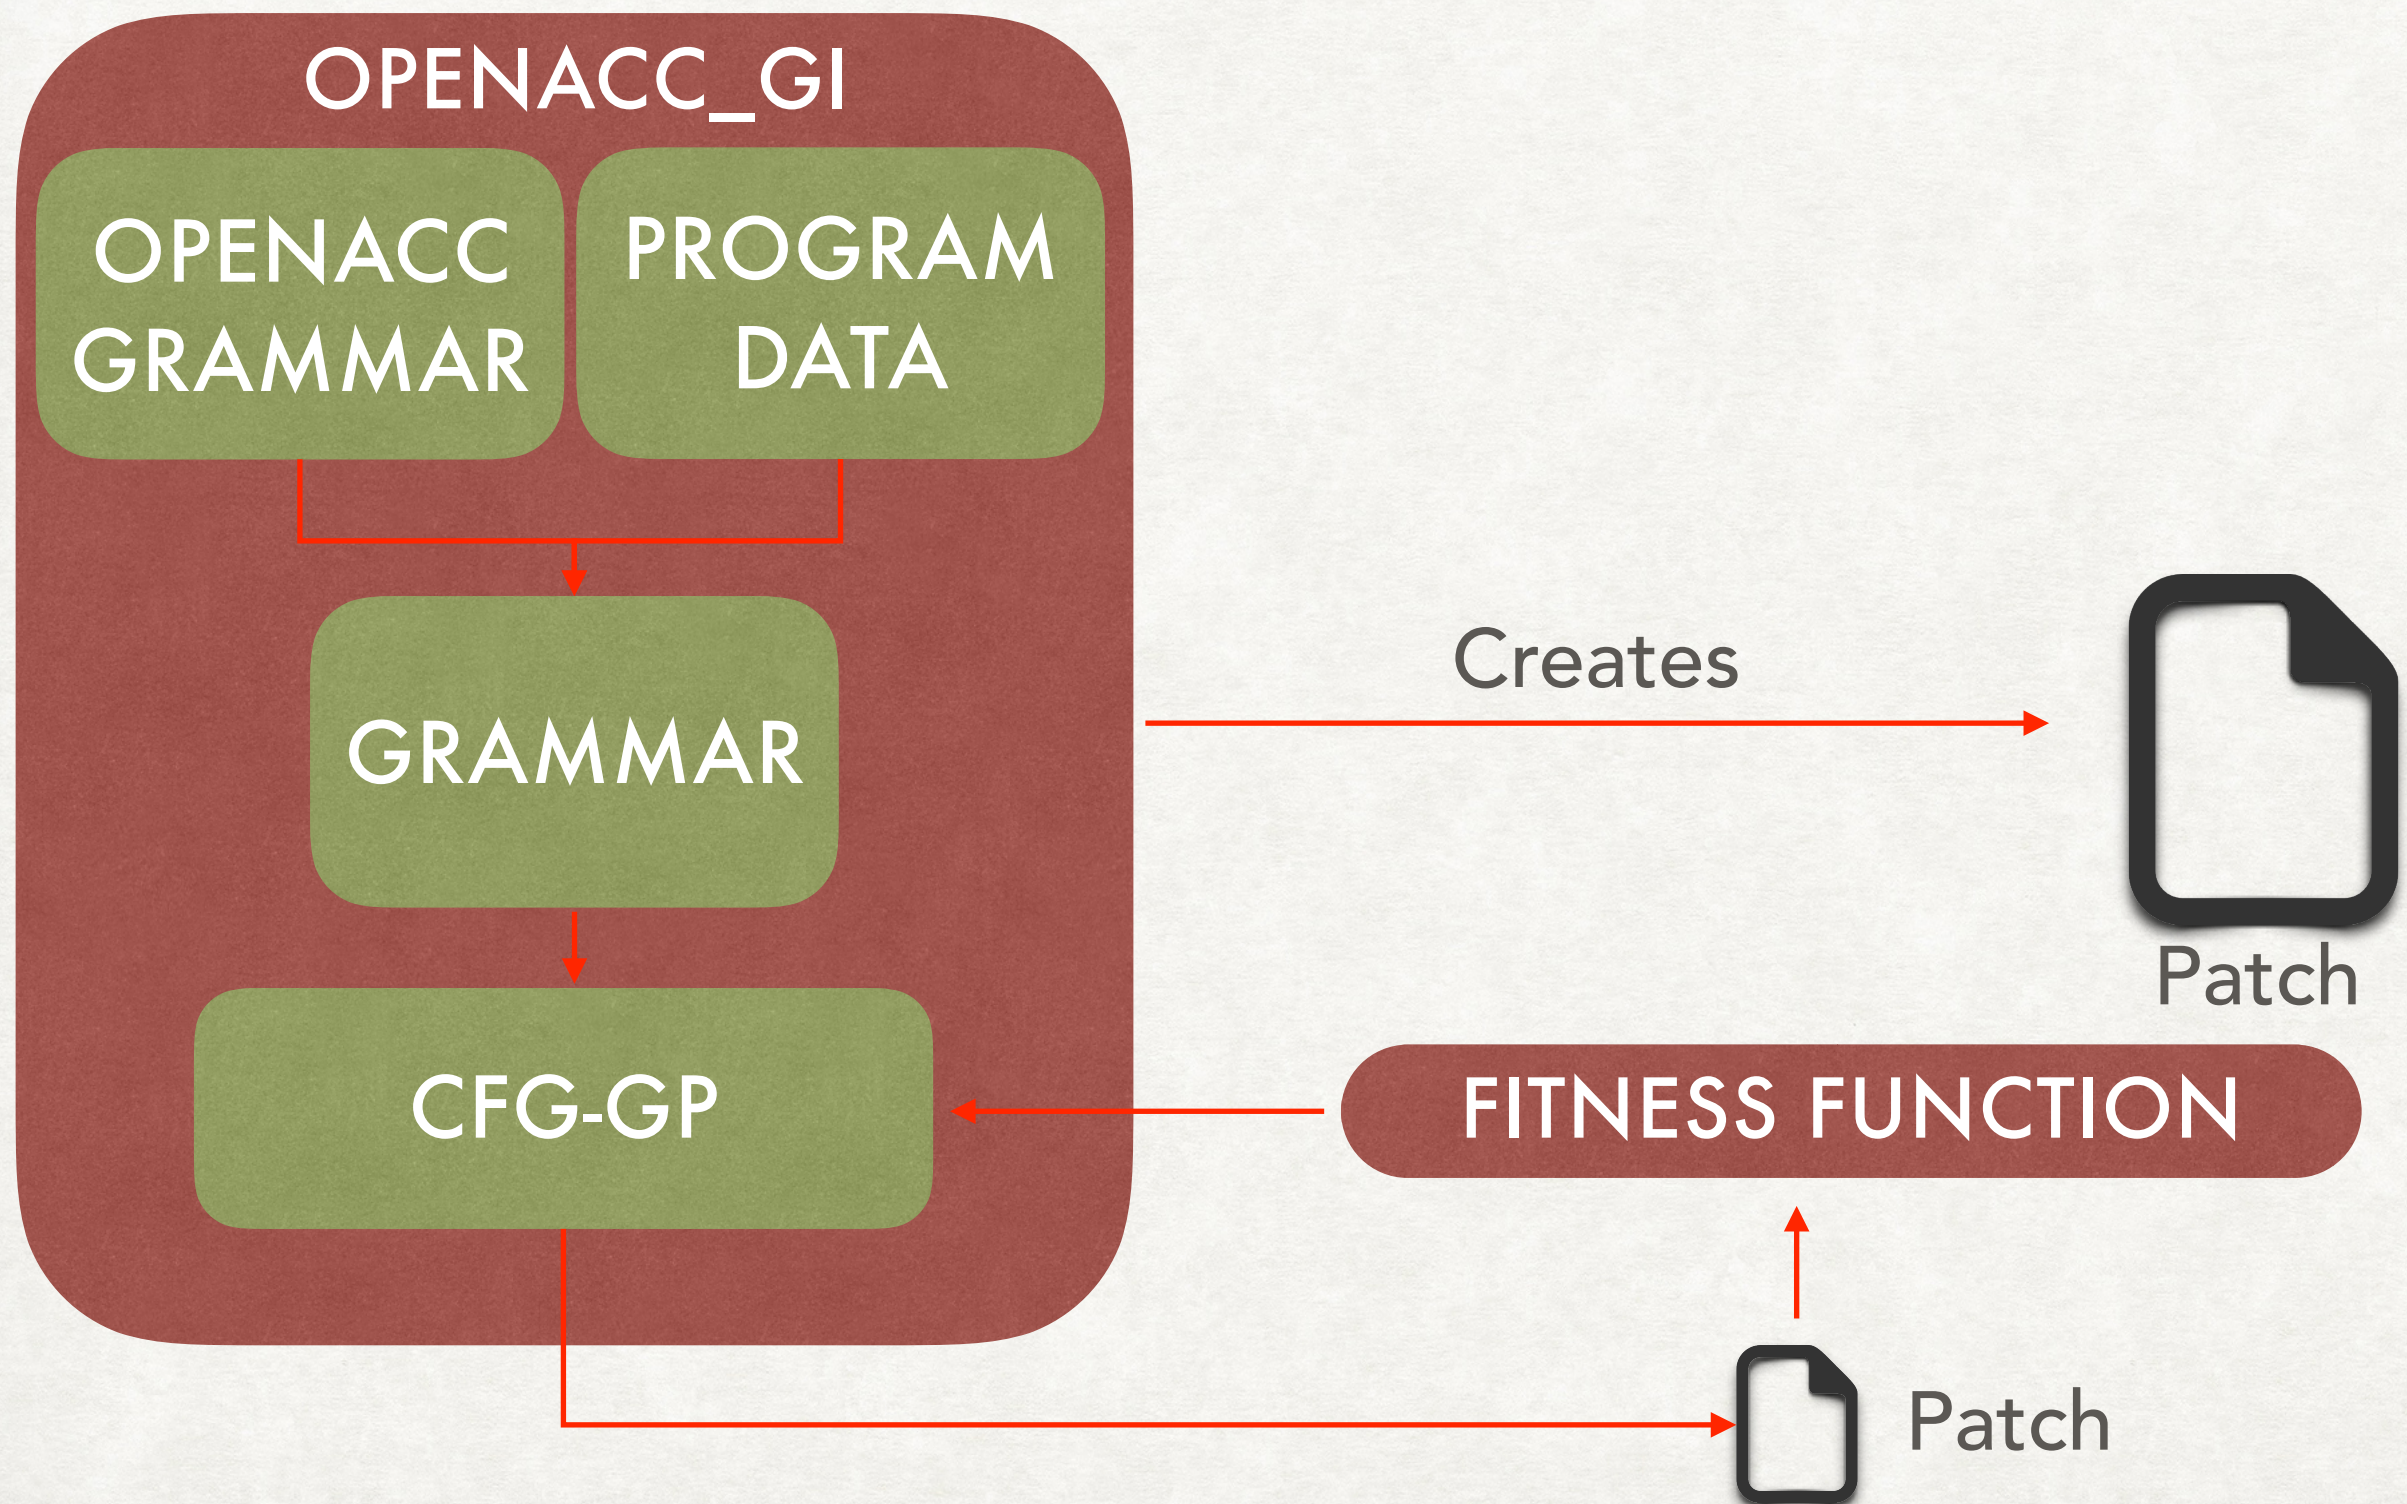 OPENACC_GI
OPENACC
GRAMMAR
PROGRAM
DATA
GRAMMAR
Creates
Patch
CFG-GP
FITNESS FUNCTION
Patch